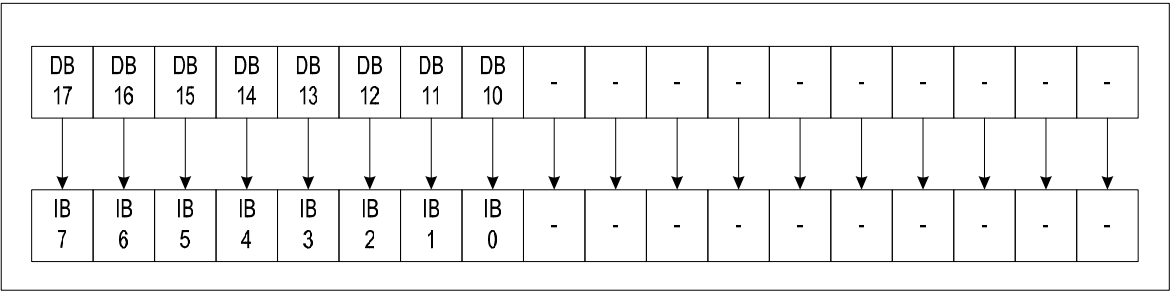 DB DB DB DB DB DB DB DB
17 16 15 14 13 12 11 10 - - - - - - - - - -
IB IB IB IB IB IB IB IB
7 6 5 4 3 2 1 0 - - - - - - - - - -